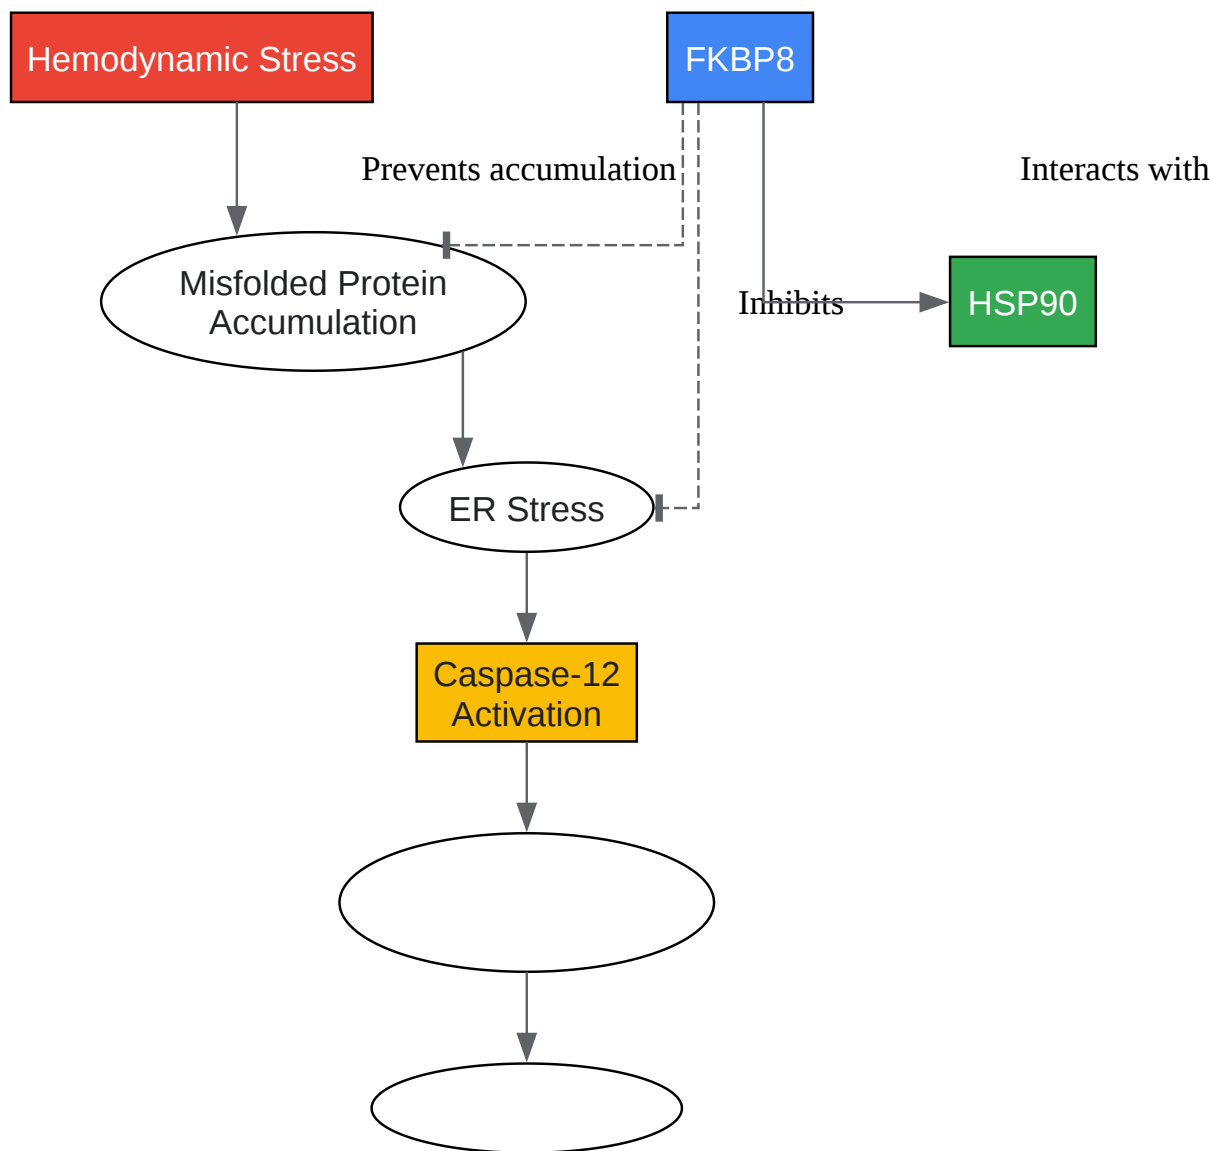 Hemodynamic Stress
FKBP8
Prevents accumulation
Interacts with
Misfolded Protein
Accumulation
Inhibits
HSP90
ER Stress
Caspase-12
Activation